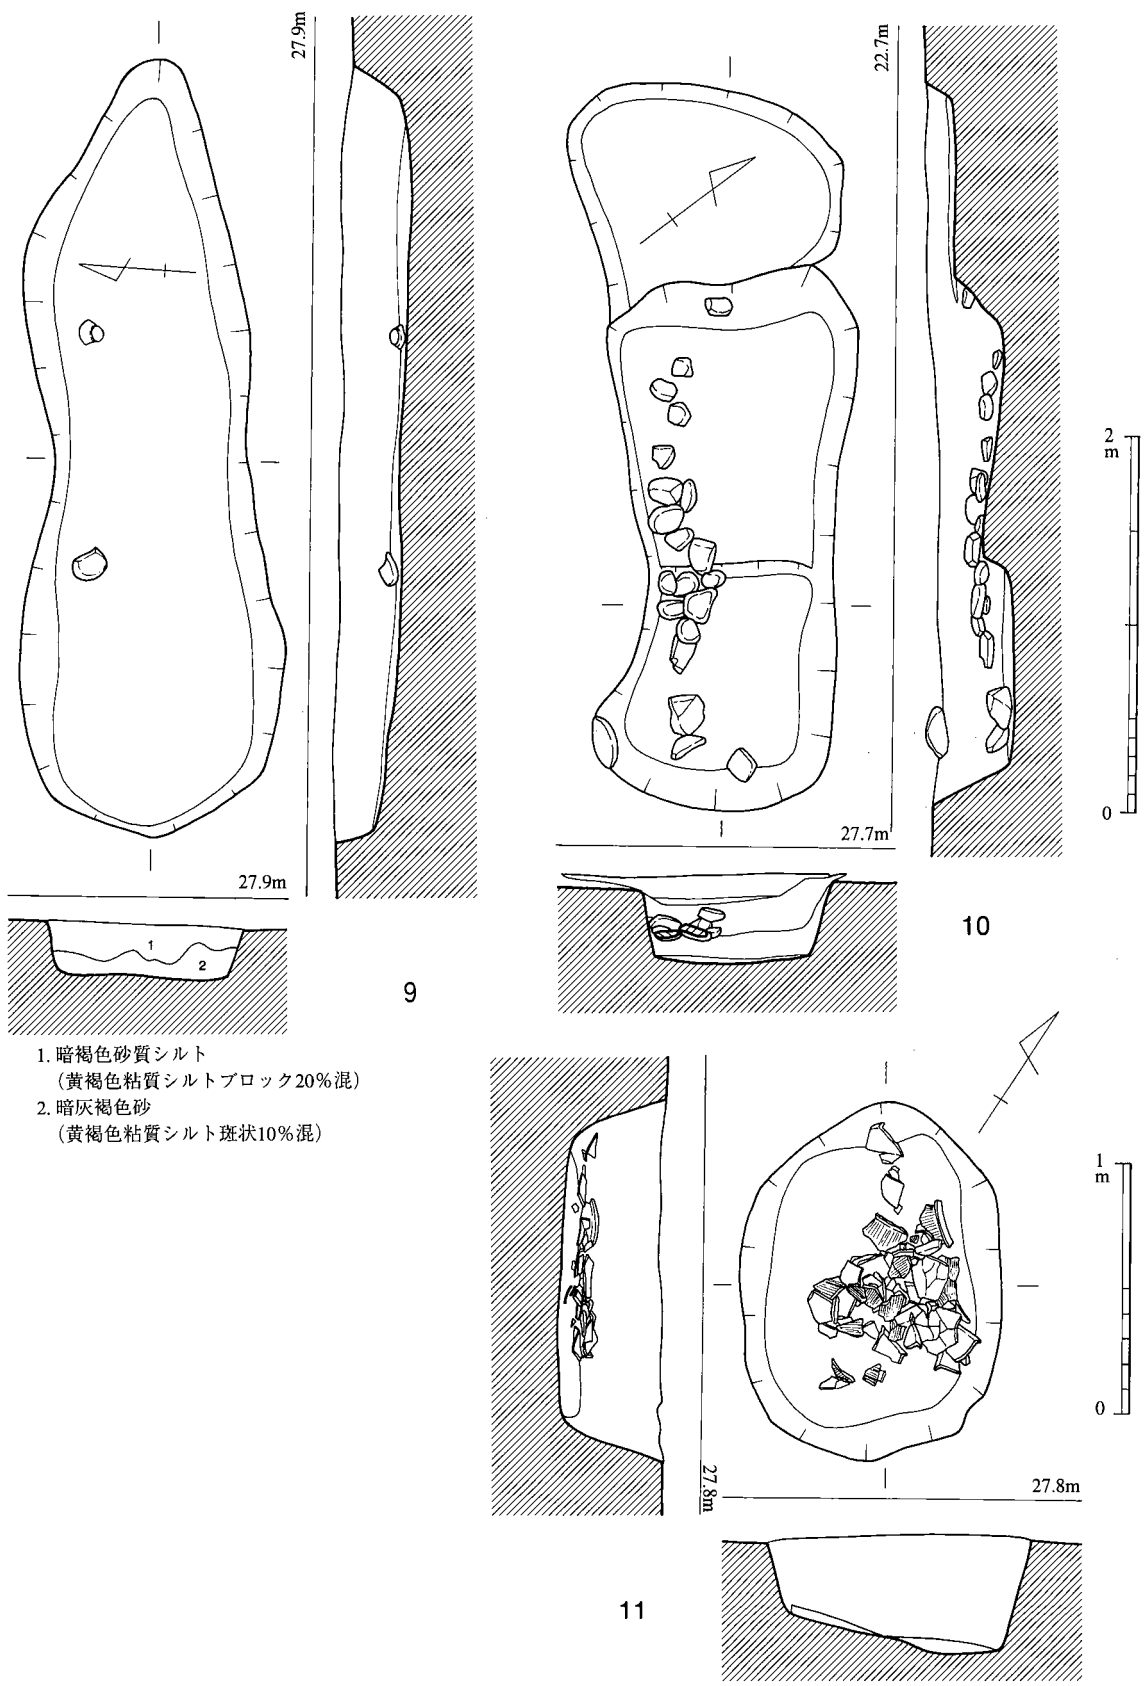 27.9m
27.9m
1
2
9
1. 暗褐色砂質シルト
(黄褐色粘質シルトブロック20%混)
2. 暗灰褐色砂
(黄褐色粘質シルト斑状10%混)
22.7m
27.7m
10
2
m
0
27.8m
27.8m
11
1
m
0